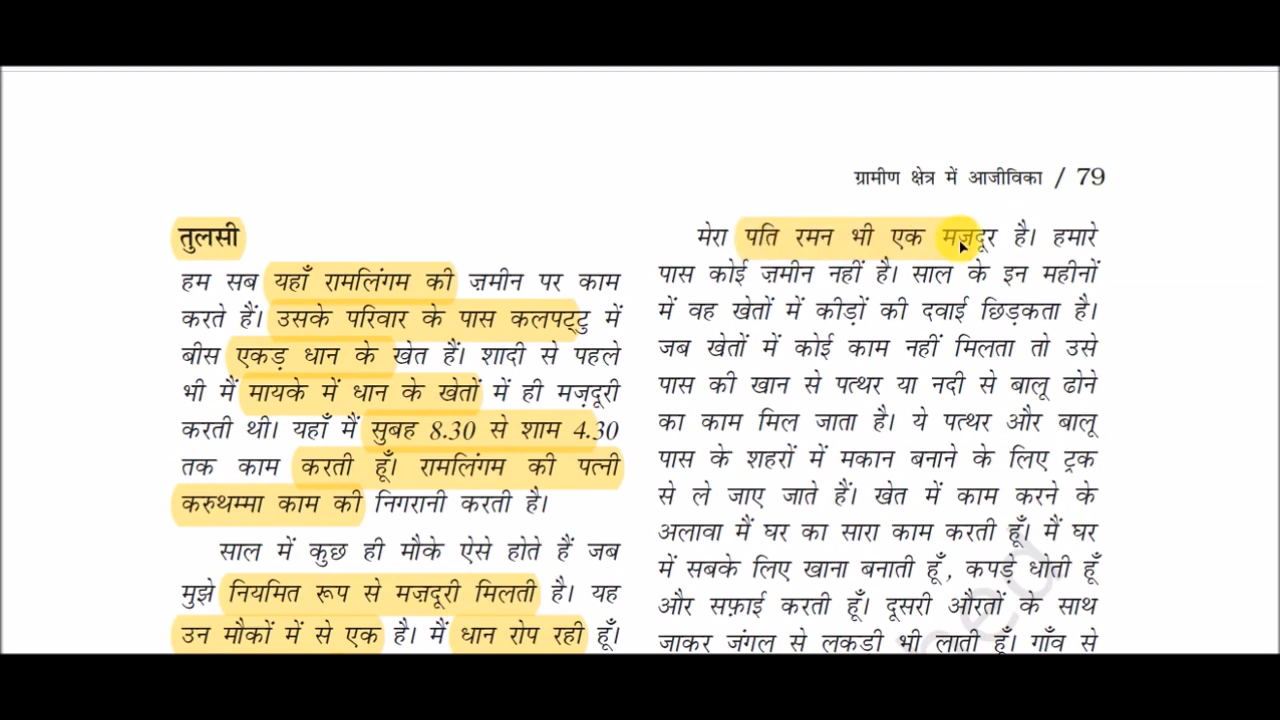 ग्रामीण क्षेत्र में आजीविका / 79
तुलसी
हम सब यहाँ रामलिंगम की ज़मीन पर काम
करते हैं। उसके परिवार के पास कलपट्टु में
बीस एकड़ धान के खेत हैं। शादी से पहले
भी मैं मायके में धान के खेतों में ही मज़दूरी
करती थी। यहाँ मैं सुबह 8.30 से शाम 4.30
तक काम करती हूँ। रामलिंगम की पत्नी
करुथम्मा काम की निगरानी करती है।
साल में कुछ ही मौके ऐसे होते हैं जब
मुझे नियमित रूप से मज़दूरी मिलती है। यह
उन मौकों में से एक है। मैं धान रोप रही हूँ।
मेरा पति रमन भी एक मज़दूर है। हमारे
पास कोई ज़मीन नहीं है। साल के इन महीनों
में वह खेतों में कीड़ों की दवाई छिड़कता है।
जब खेतों में कोई काम नहीं मिलता तो उसे
पास की खान से पत्थर या नदी से बालू ढोने
का काम मिल जाता है। ये पत्थर और बालू
पास के शहरों में मकान बनाने के लिए ट्रक
से ले जाए जाते हैं। खेत में काम करने के
अलावा मैं घर का सारा काम करती हूँ। मैं घर
में सबके लिए खाना बनाती हूँ, कपड़े धोती हूँ
और सफ़ाई करती हूँ। दूसरी औरतों के साथ
जाकर जंगल से लकड़ी भी लाती हूँ। गाँव से